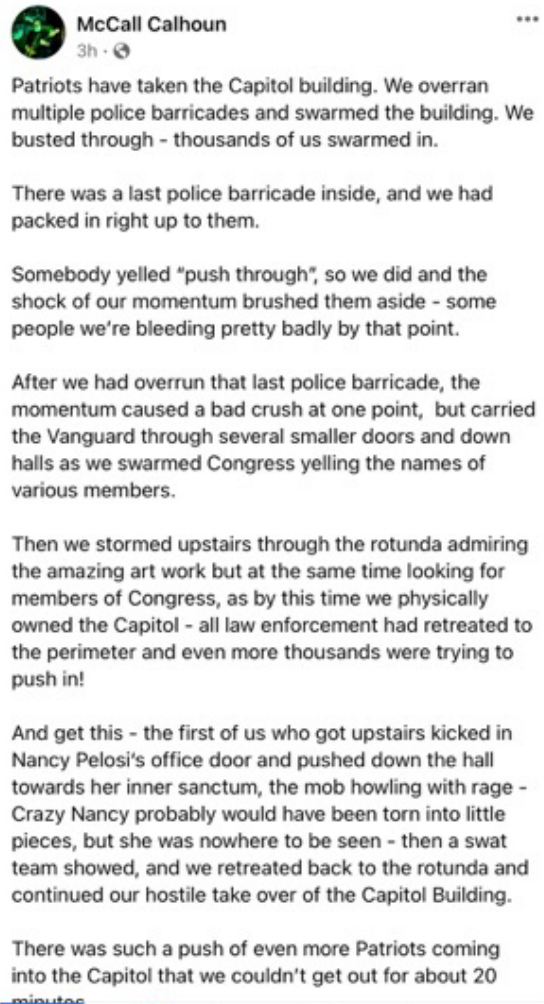 McCall Calhoun
3h ·
Patriots have taken the Capitol building. We overran
multiple police barricades and swarmed the building. We
busted through - thousands of us swarmed in.
There was a last police barricade inside, and we had
packed in right up to them.
Somebody yelled “push through”, so we did and the
shock of our momentum brushed them aside - some
people we’re bleeding pretty badly by that point.
After we had overrun that last police barricade, the
momentum caused a bad crush at one point, but carried
the Vanguard through several smaller doors and down
halls as we swarmed Congress yelling the names of
various members.
Then we stormed upstairs through the rotunda admiring
the amazing art work but at the same time looking for
members of Congress, as by this time we physically
owned the Capitol - all law enforcement had retreated to
the perimeter and even more thousands were trying to
push in!
And get this - the first of us who got upstairs kicked in
Nancy Pelosi’s office door and pushed down the hall
towards her inner sanctum, the mob howling with rage -
Crazy Nancy probably would have been torn into little
pieces, but she was nowhere to be seen - then a swat
team showed, and we retreated back to the rotunda and
continued our hostile take over of the Capitol Building.
There was such a push of even more Patriots coming
into the Capitol that we couldn’t get out for about 20
minutes